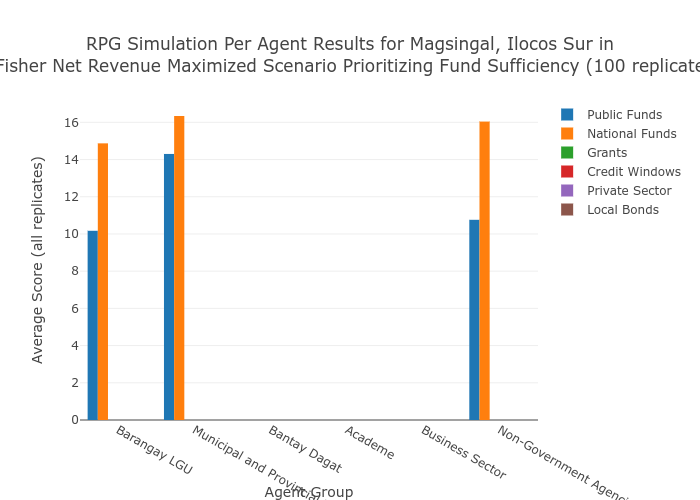 RPG Simulation Per Agent Results for Magsingal, Ilocos Sur in
Fisher Net Revenue Maximized Scenario Prioritizing Fund Sufficiency (100 replicate
Public Funds
National Funds
Grants
Credit Windows
Private Sector
Local Bonds
Average Score (all replicates)
16
14
12
10
8
6
4
2
0
Barangay LGU
Municipal and
Bantay Dagat
Academe
Business Sector
Non-Government
Agent Group